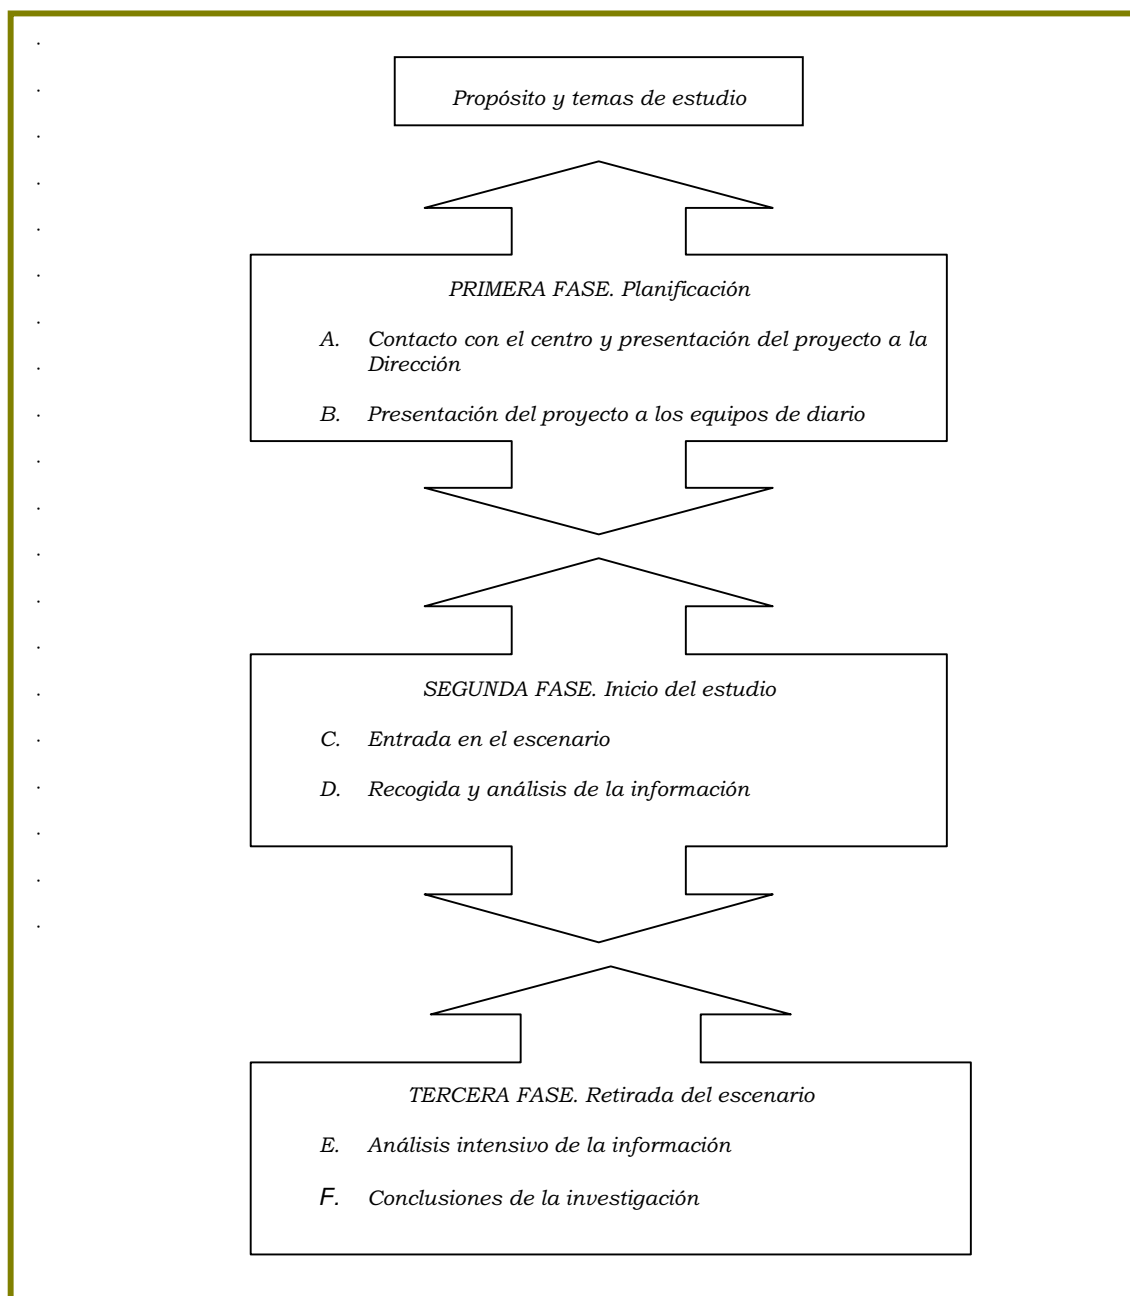 Propósito y temas de estudio
PRIMERA FASE. Planificación
A. Contacto con el centro y presentación del proyecto a la
Dirección
B. Presentación del proyecto a los equipos de diario
SEGUNDA FASE. Inicio del estudio
C. Entrada en el escenario
D. Recogida y análisis de la información
TERCERA FASE. Retirada del escenario
E. Análisis intensivo de la información
F. Conclusiones de la investigación